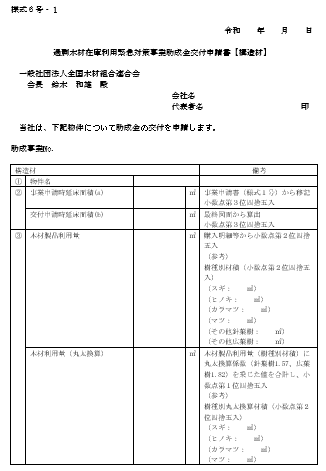 様式６号－１
令和　　年　　月　　日
過剰木材在庫利用緊急対策事業助成金交付申請書【構造材】
一般社団法人全国木材組合連合会
会長　鈴木　和雄　殿
会社名
代表者名　　印
当社は、下記物件について助成金の交付を申請します。
助成事業No.
構造材　備考
①　物件名
②　事業申請時延床面積(a)　㎡　事業申請書（様式１号）から移記
小数点第３位四捨五入
交付申請時延床面積(b)　㎡　最終図面から算出
小数点第３位四捨五入
③　木材製品利用量　㎥　購入明細等から小数点第２位四捨
五入
（参考）
樹種別材積（小数点第２位四捨五
入）
（スギ：　　㎥）
（ヒノキ：　　㎥）
（カラマツ：　　㎥）
（マツ：　　㎥）
（その他針葉樹：　　㎥）
（その他広葉樹：　　㎥）
木材利用量（丸太換算）　㎥　木材製品利用量（樹種別材積）に
丸太換算係数（針葉樹1.57、広葉
樹1.82）を乗じた値を合計し、小
数点第１位四捨五入
（参考）
樹種別丸太換算材積（小数点第２
位四捨五入）
（スギ：　　㎥）
（ヒノキ：　　㎥）
（カラマツ：　　㎥）
（マツ：　　㎥）